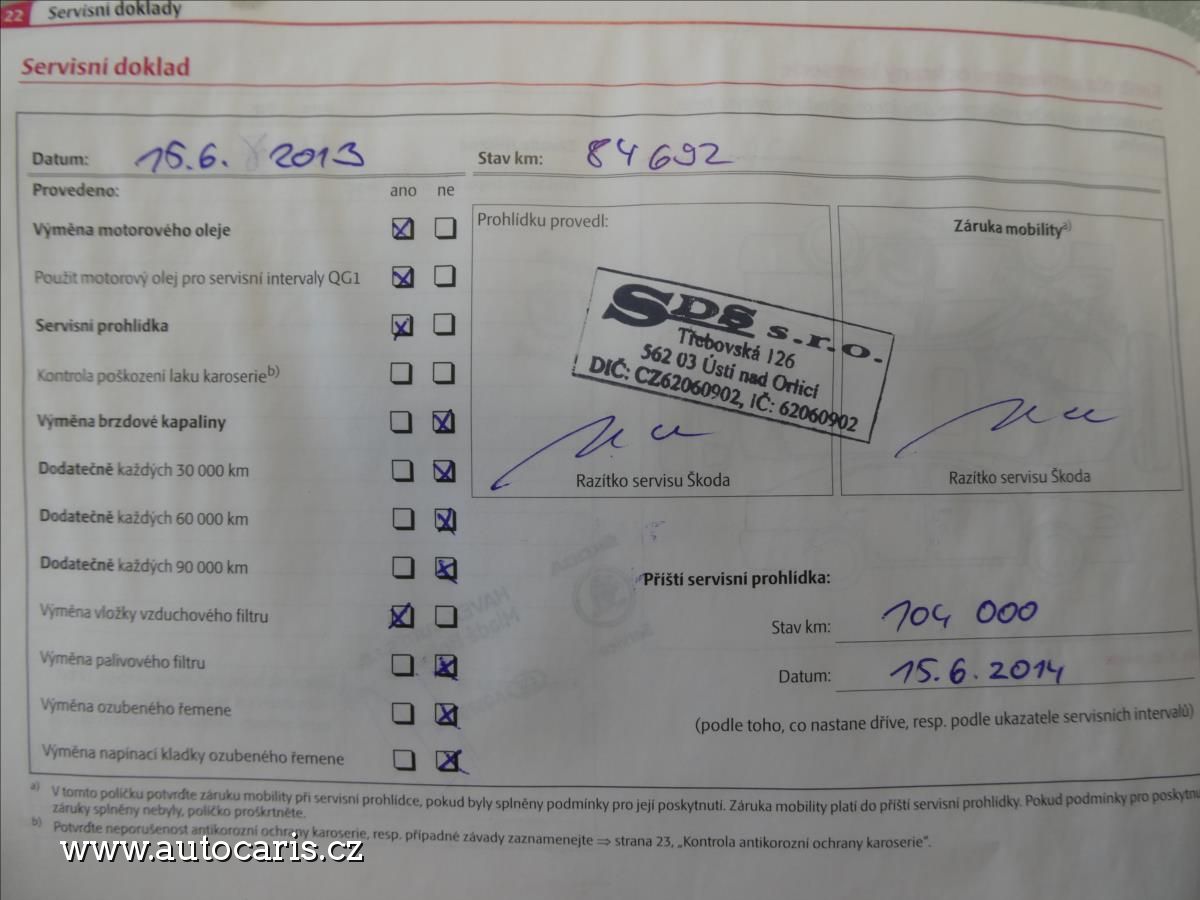 22 Servisní doklady
Servisní doklad
Datum: 15.6. 2013 Stav km: 84692
Provedeno: ano ne
Výměna motorového oleje
Použit motorový olej pro servisní intervaly QG1
Servisní prohlídka
Kontrola poškození laku karoserie b)
Výměna brzdové kapaliny
Dodatečně každých 30 000 km
Dodatečně každých 60 000 km
Dodatečně každých 90 000 km
Výměna vložky vzduchového filtru
Výměna palivového filtru
Výměna ozubeného řemene
Výměna napínací kladky ozubeného řemene
Prohlídku provedl:
SDS s.r.o.
Třebovská 126
562 03 Ústí nad Orlicí
DIČ: CZ62060902, IČ: 62060902
Razítko servisu Škoda
Záruka mobility a)
Razítko servisu Škoda
Příští servisní prohlídka:
Stav km: 104 000
Datum: 15.6.2014
(podle toho, co nastane dříve, resp. podle ukazatele servisních intervalů)
a) V tomto políčku potvrďte záruku mobility při servisní prohlídce, pokud byly splněny podmínky pro její poskytnutí. Záruka mobility platí do příští servisní prohlídky. Pokud podmínky pro
záruky splněny nebyly, políčko proškrtněte.
b) Potvrďte neporušenost antikorozní ochrany karoserie, resp. případné závady zaznamenejte ⇒ strana 23, „Kontrola antikorozní ochrany karoserie“.
www.autocaris.cz